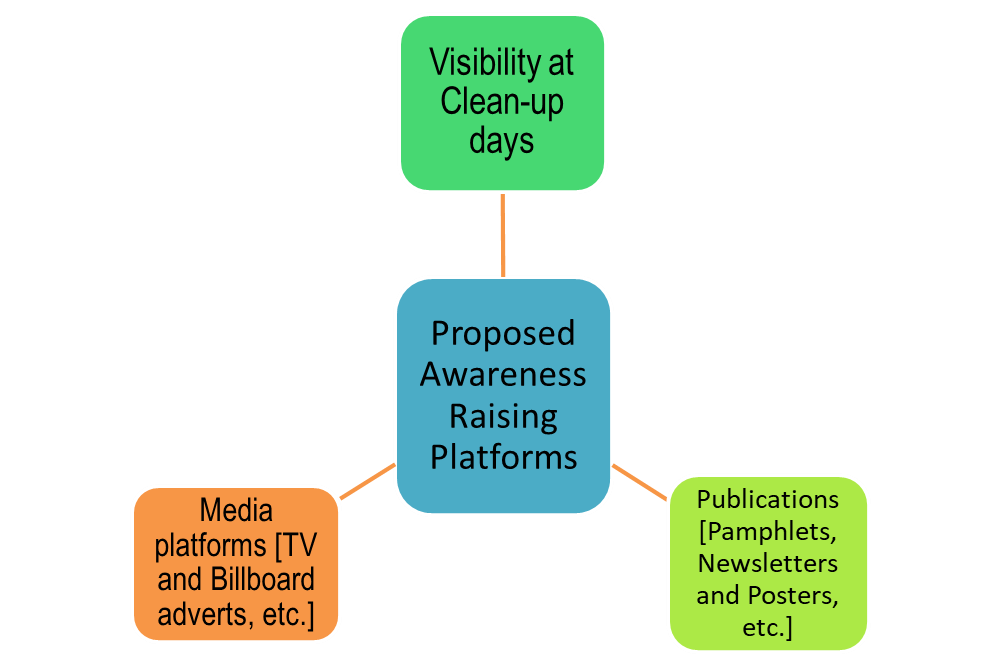 Visibility at
Clean-up
days
Proposed
Awareness
Raising
Platforms
Media
platforms [TV
and Billboard
adverts, etc.]
Publications
[Pamphlets,
Newsletters
and Posters,
etc.]